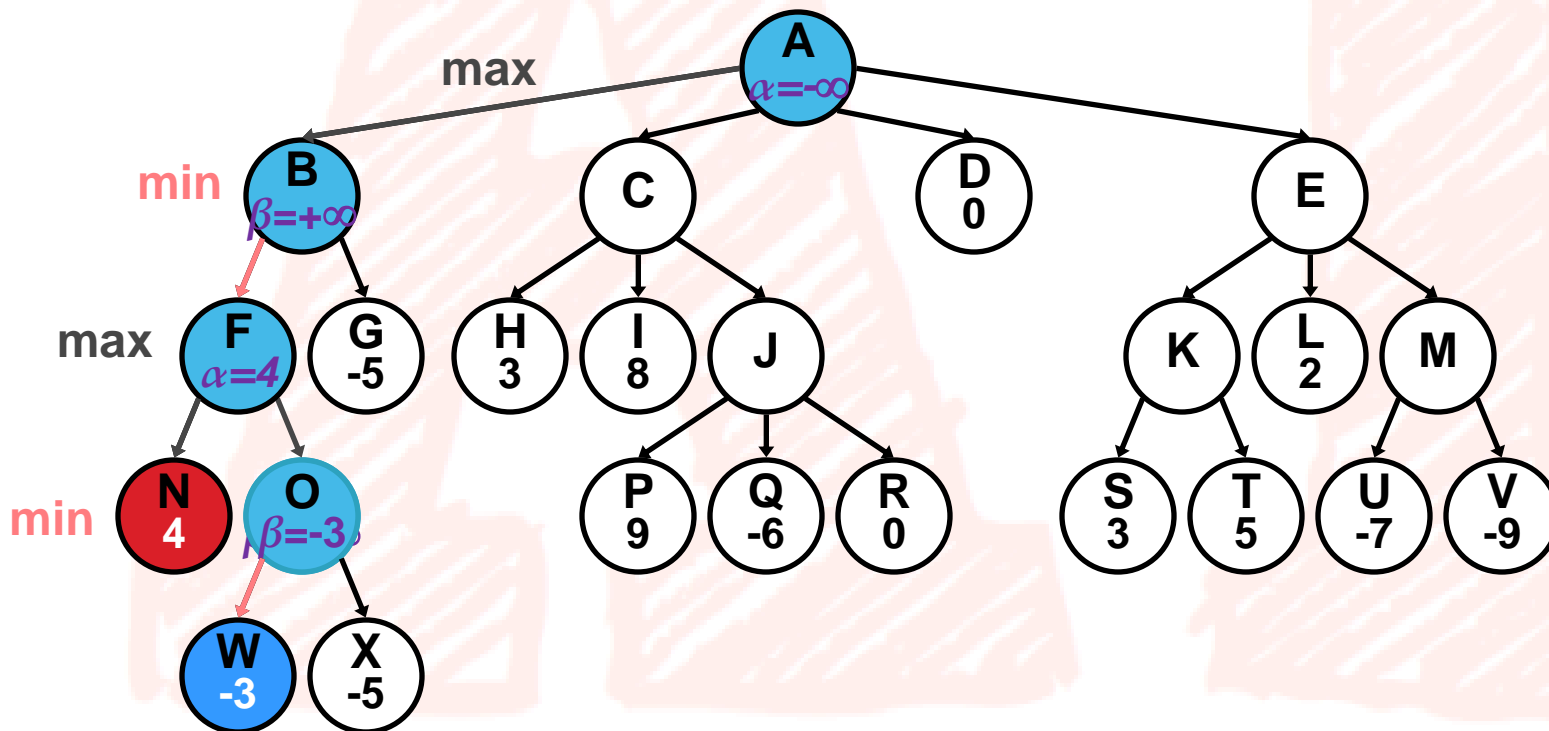 A
max
α=-∞
B
C
D
E
min
β=+∞
0
F
G
H
I
J
K
L
M
max
α=4
-5
3
8
2
N
O
P
Q
R
S
T
U
V
min
4
β=-3
9
-6
0
3
5
-7
-9
W
X
-3
-5